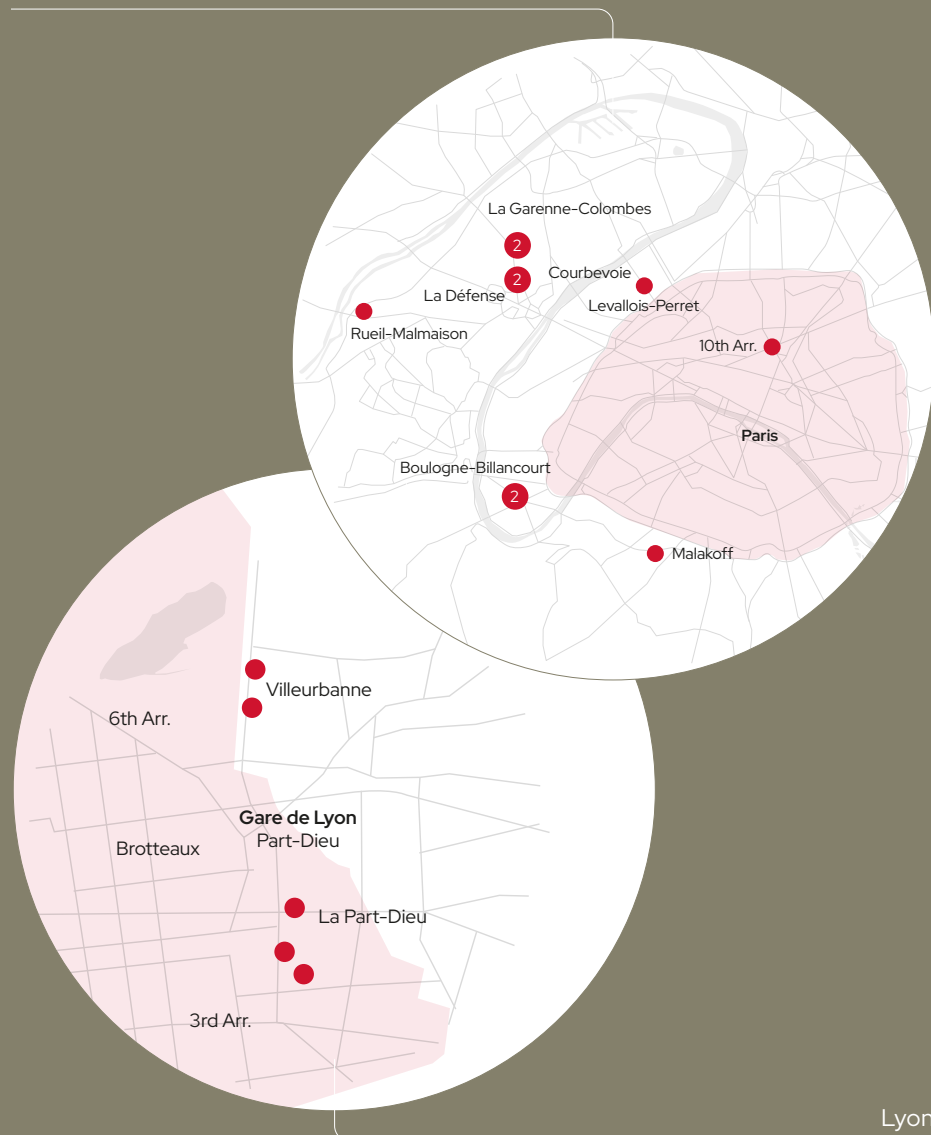 La Garenne-Colombes
2
Courbevoie
2
La Défense
Levallois-Perret
Rueil-Malmaison
10th Arr.
Paris
Boulogne-Billancourt
2
Malakoff
Villeurbanne
6th Arr.
Gare de Lyon
Part-Dieu
Brotteaux
La Part-Dieu
3rd Arr.
Lyon